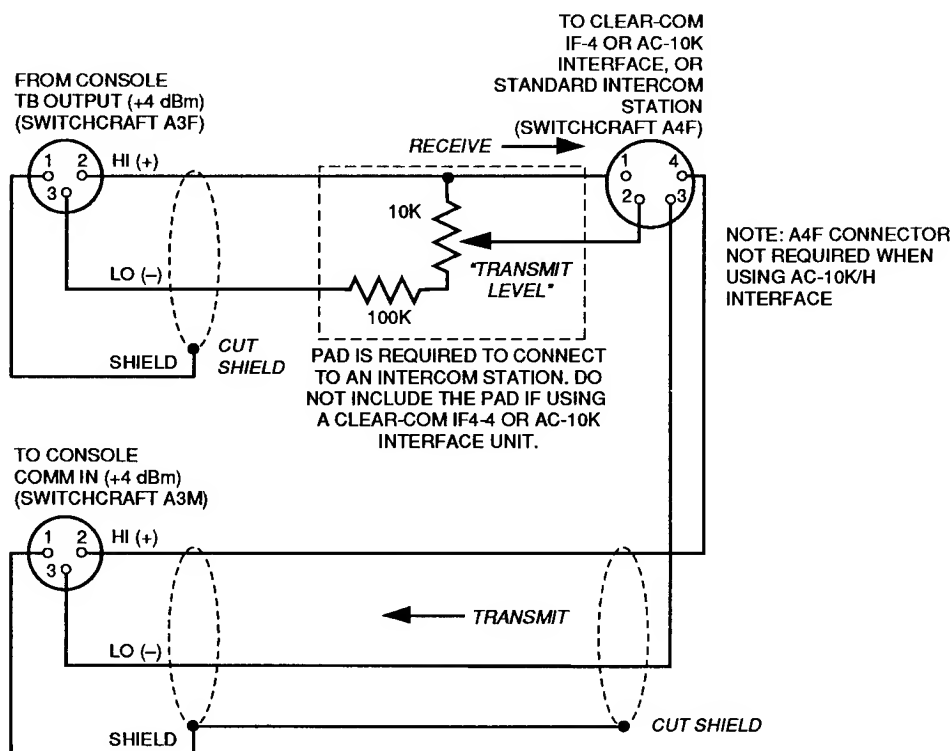 TO CLEAR-COM
IF-4 OR AC-10K
INTERFACE, OR
STANDARD INTERCOM
STATION
(SWITCHCRAFT A4F)
FROM CONSOLE
TB OUTPUT (+4 dBm)
(SWITCHCRAFT A3F)
RECEIVE
1 2
3
HI (+)
1 4
2 3
10K
"TRANSMIT
LEVEL"
LO (–)
100K
NOTE: A4F CONNECTOR
NOT REQUIRED WHEN
USING AC-10K/H
INTERFACE
SHIELD
CUT
SHIELD
PAD IS REQUIRED TO CONNECT
TO AN INTERCOM STATION. DO
NOT INCLUDE THE PAD IF USING
A CLEAR-COM IF4-4 OR AC-10K
INTERFACE UNIT.
TO CONSOLE
COMM IN (+4 dBm)
(SWITCHCRAFT A3M)
1 2
3
HI (+)
TRANSMIT
LO (–)
SHIELD
CUT SHIELD